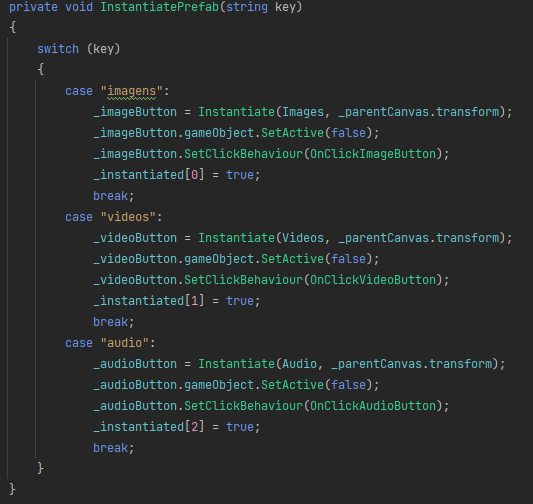 private void InstantiatePrefab(string key)
{
switch (key)
{
case "imagens":
_imageButton = Instantiate(Images, _parentCanvas.transform);
_imageButton.gameObject.SetActive(false);
_imageButton.SetClickBehaviour(OnClickImageButton);
_instantiated[0] = true;
break;
case "videos":
_videoButton = Instantiate(Videos, _parentCanvas.transform);
_videoButton.gameObject.SetActive(false);
_videoButton.SetClickBehaviour(OnClickVideoButton);
_instantiated[1] = true;
break;
case "audio":
_audioButton = Instantiate(Audio, _parentCanvas.transform);
_audioButton.gameObject.SetActive(false);
_audioButton.SetClickBehaviour(OnClickAudioButton);
_instantiated[2] = true;
break;
}
}